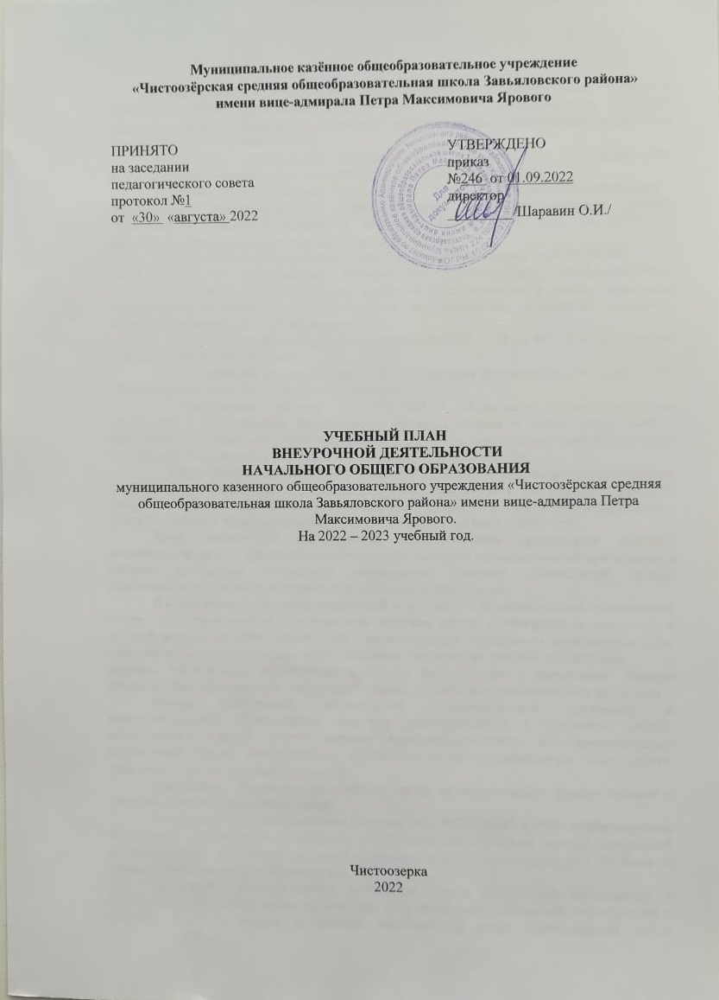 Муниципальное казённое общеобразовательное учреждение
«Чистоозёрская средняя общеобразовательная школа Завьяловского района»
имени вице-адмирала Петра Максимовича Ярового
ПРИНЯТО
на заседании
педагогического совета
протокол №1
от «30» «августа» 2022
УТВЕРЖДЕНО
приказ
№246 от 01.09.2022
директор
/Шаравин О.И./
Для
УЧЕБНЫЙ ПЛАН
ВНЕУРОЧНОЙ ДЕЯТЕЛЬНОСТИ
НАЧАЛЬНОГО ОБЩЕГО ОБРАЗОВАНИЯ
муниципального казенного общеобразовательного учреждения «Чистоозёрская средняя
общеобразовательная школа Завьяловского района» имени вице-адмирала Петра
Максимовича Ярового.
На 2022 – 2023 учебный год.
Чистоозерка
2022